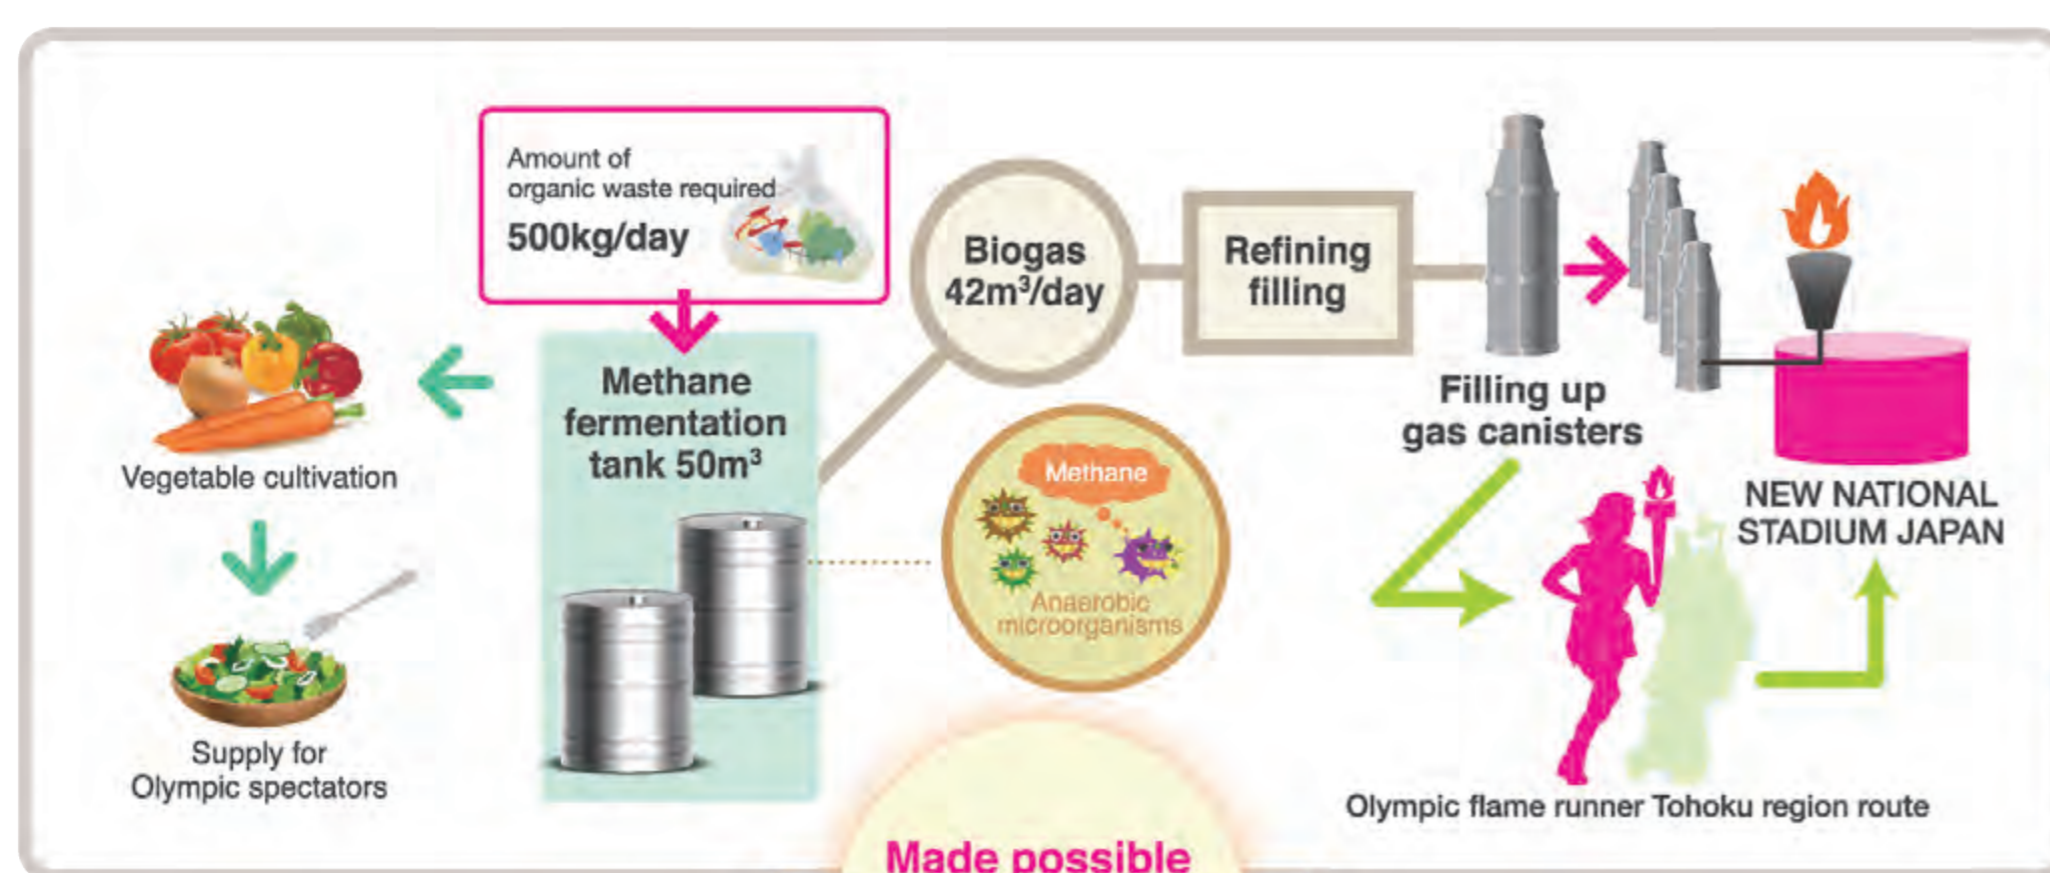 Amount of
organic waste required
500kg/day
Methane
fermentation
tank 50m³
Biogas
42m³/day
Refining
filling
Filling up
gas canisters
NEW NATIONAL
STADIUM JAPAN
Vegetable cultivation
Supply for
Olympic spectators
Methane
Anaerobic
microorganisms
Olympic flame runner Tohoku region route
Made possible